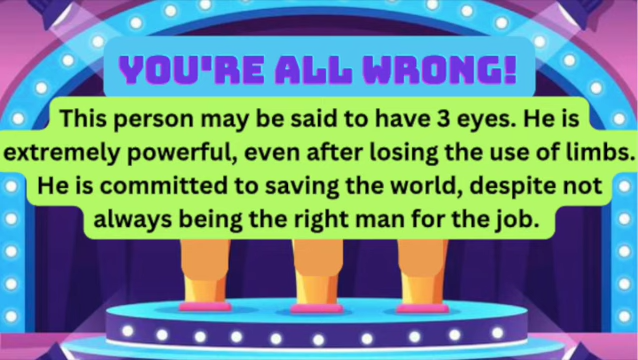 YOU'RE ALL WRONG!
This person may be said to have 3 eyes. He is
extremely powerful, even after losing the use of limbs.
He is committed to saving the world, despite not
always being the right man for the job.